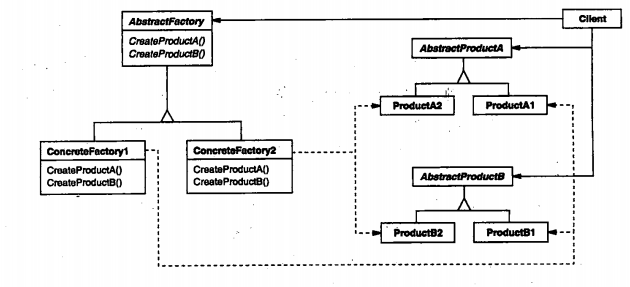 AbstractFactory
CreateProductA()
CreateProductB()
Client
AbstractProductA
ProductA2
ProductA1
ConcreteFactory1
CreateProductA()
CreateProductB()
ConcreteFactory2
CreateProductA()
CreateProductB()
AbstractProductB
ProductB2
ProductB1